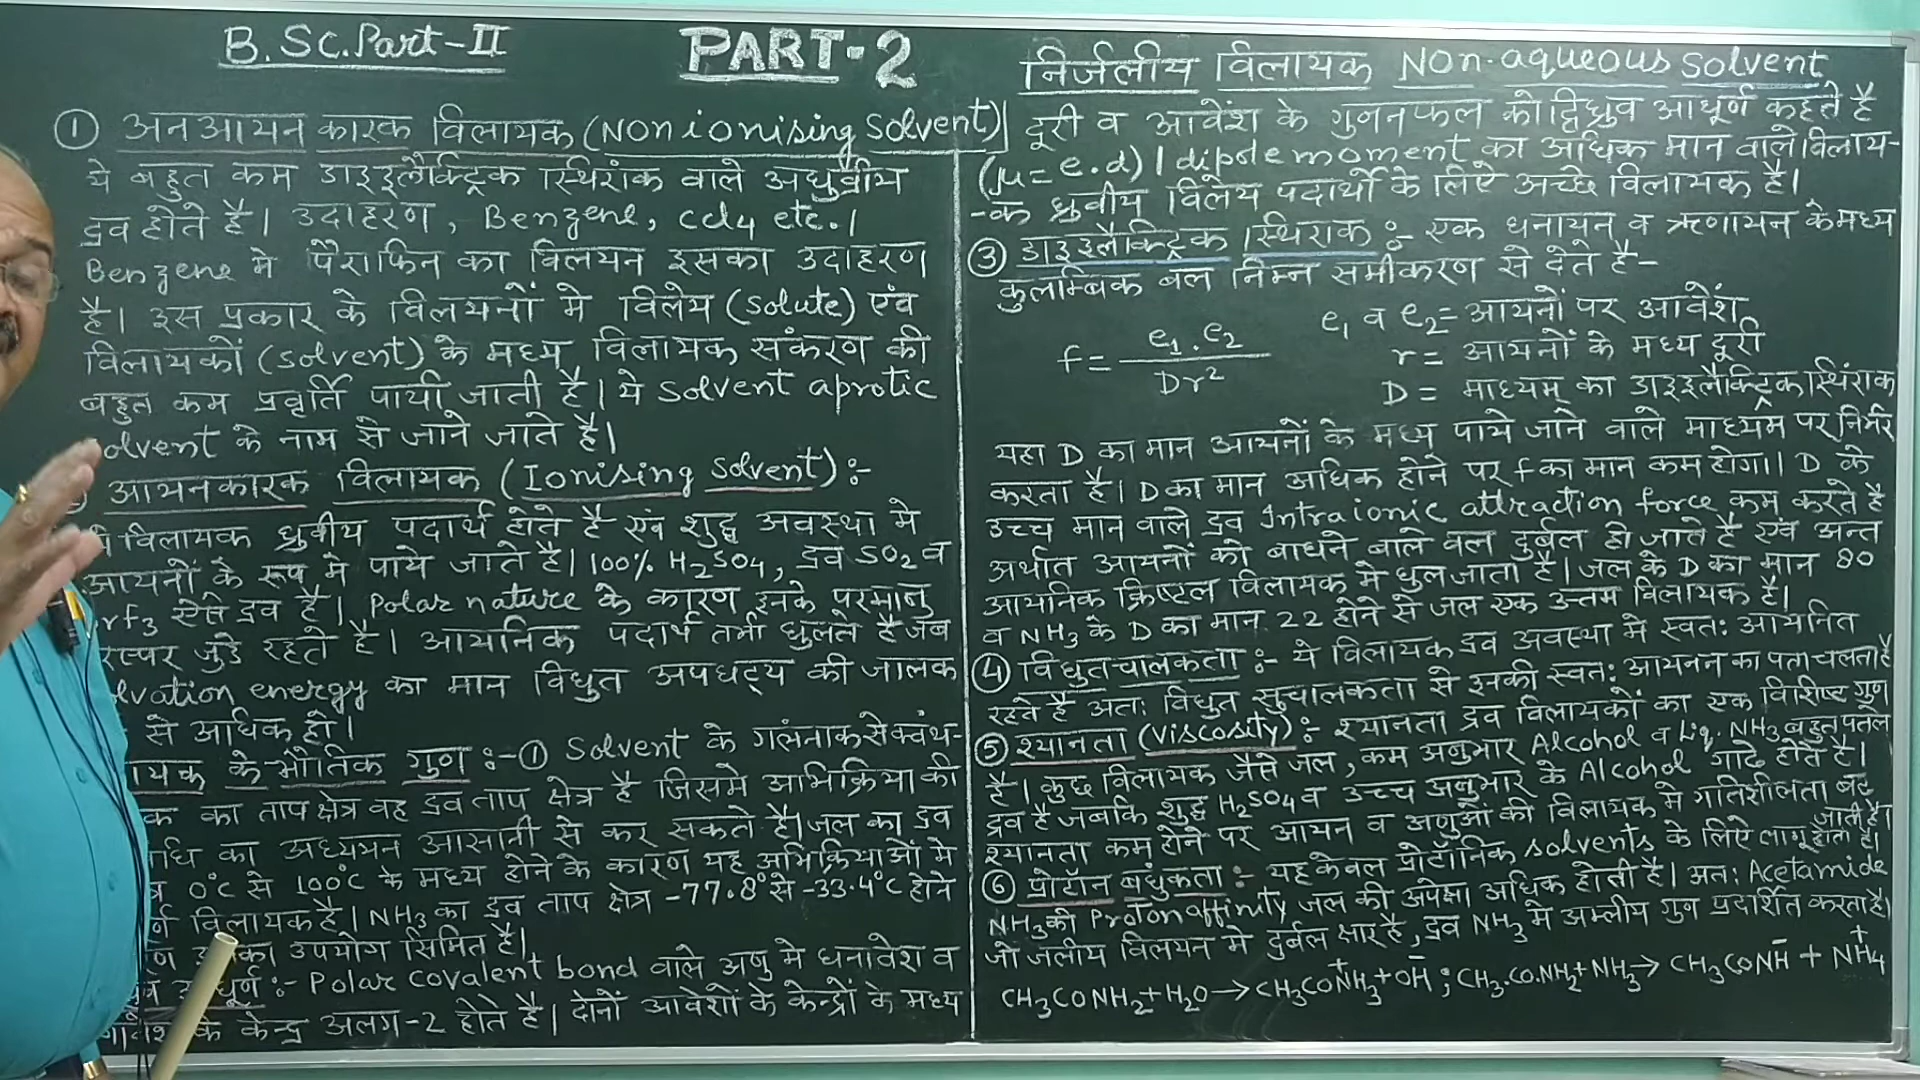 B.Sc. Part-II
PART-2
निर्जलीय विलायक Non-aqueous solvent
① अनआयन कारक विलायक (Non ionising solvent)
ये बहुत कम डाइइलैक्ट्रिक स्थिरांक वाले अध्रुवीय
द्रव होते है। उदाहरण, Benzene, ccl4 etc.।
Benzene मे पैराफिन का विलयन इसका उदाहरण
है। इस प्रकार के विलयनों मे विलेय (solute) एंव
विलायकों (solvent) के मध्य विलायक संकरण की
बहुत कम प्रवृर्ति पायी जाती है। ये solvent aprotic
olvent के नाम से जाने जाते है।
आयनकारक विलायक (Ionising solvent):-
विलायक ध्रुवीय पदार्थ होते है एंव शुद्ध अवस्था मे
आयनों के रूप मे पाये जाते है। 100% H2SO4, द्रव SO2 व
rf3 ऐसे द्रव है। Polar nature के कारण इनके परमाणु
जुडे रहते है। आयनिक पदार्थ तभी घुलते है जब
lvation energy का मान विधुत अपघट्य की जालक
से अधिक हो।
के भौतिक गुण :- ① Solvent के गलंनाक से क्वंथ-
का ताप क्षेत्र वह द्रव ताप क्षेत्र है जिसमे अभिक्रिया की
का अध्ययन आसानी से कर सकते है। जल का द्रव
0°C से 100°C के मध्य होने के कारण यह अभिक्रियाओं मे
विलायक है। NH3 का द्रव ताप क्षेत्र -77.8° से -33.4°C होने
उपयोग सिमित है।
:- Polar covalent bond वाले अणु मे धनावेश व
के केन्द्र अलग-2 होते है। दोनों आवेशों के केन्द्रों के मध्य
दूरी व आवेंश के गुणनफल को द्विध्रुव आधूर्ण कहते है
(μ = e.d)। dipole moment का अधिक मान वाले विलाय-
-क ध्रुवीय विलेय पदार्थो के लिऐ अच्छे विलायक है।
③ डाइइलैक्ट्रिक स्थिरांक :- एक धनायन व ऋणायन के मध्य
कुलाम्बिक बल निम्न समीकरण से देते है-
f = e1.e2 / Dr²
e1 व e2 = आयनों पर आवेंश
r = आयनों के मध्य दूरी
D = माध्यम् का डाइइलैक्ट्रिक स्थिंराक
यहा D का मान आयनों के मध्य पाये जाने वाले माध्यम पर निर्भर
करता है। D का मान अधिक होने पर f का मान कम होगा। D के
उच्च मान वाले द्रव Intraionic attraction force कम करते है
अर्थात आयनों को बाधने बाले वल दुर्बल हो जाते है एंव अन्त
आयनिक क्रिष्टल विलायक मे घुल जाता है। जल के D का मान 80
व NH3 के D का मान 22 होने से जल एक उत्तम विलायक है।
④ विधुतचालकता :- ये विलायक द्रव अवस्था मे स्वतः आयनित
रहते है अतः विधुत सुचालकता से इनकी स्वतः आयनन का पता चलता है
⑤ श्यानता (viscosity) :- श्यानता द्रव विलायकों का एक विशिष्ट गुण
है। कुछ विलायक जैसे जल, कम अणुभार Alcohol व Liq. NH3 बहुत पतले
द्रव है जबकि शुद्ध H2SO4 व उच्च अणुभार के Alcohol गाढे होते है।
श्यानता कम होने पर आयन व अणुओं की विलायक मे गतिशीलता बढ
जाती है।
⑥ प्रोटॉन बधुंकता :- यह केवल प्रोटॉनिक solvents के लिए लागू होता है।
NH3 की Proton affinity जल की अपेक्षा अधिक होती है। अतः Acetamide
जो जलीय विलयन मे दुर्बल क्षार है, द्रव NH3 मे अम्लीय गुण प्रदर्शित करता है।
CH3CONH2 + H2O → CH3CONH3⁺ + OH⁻ ; CH3.CO.NH2 + NH3 → CH3CONH⁻ + NH4⁺